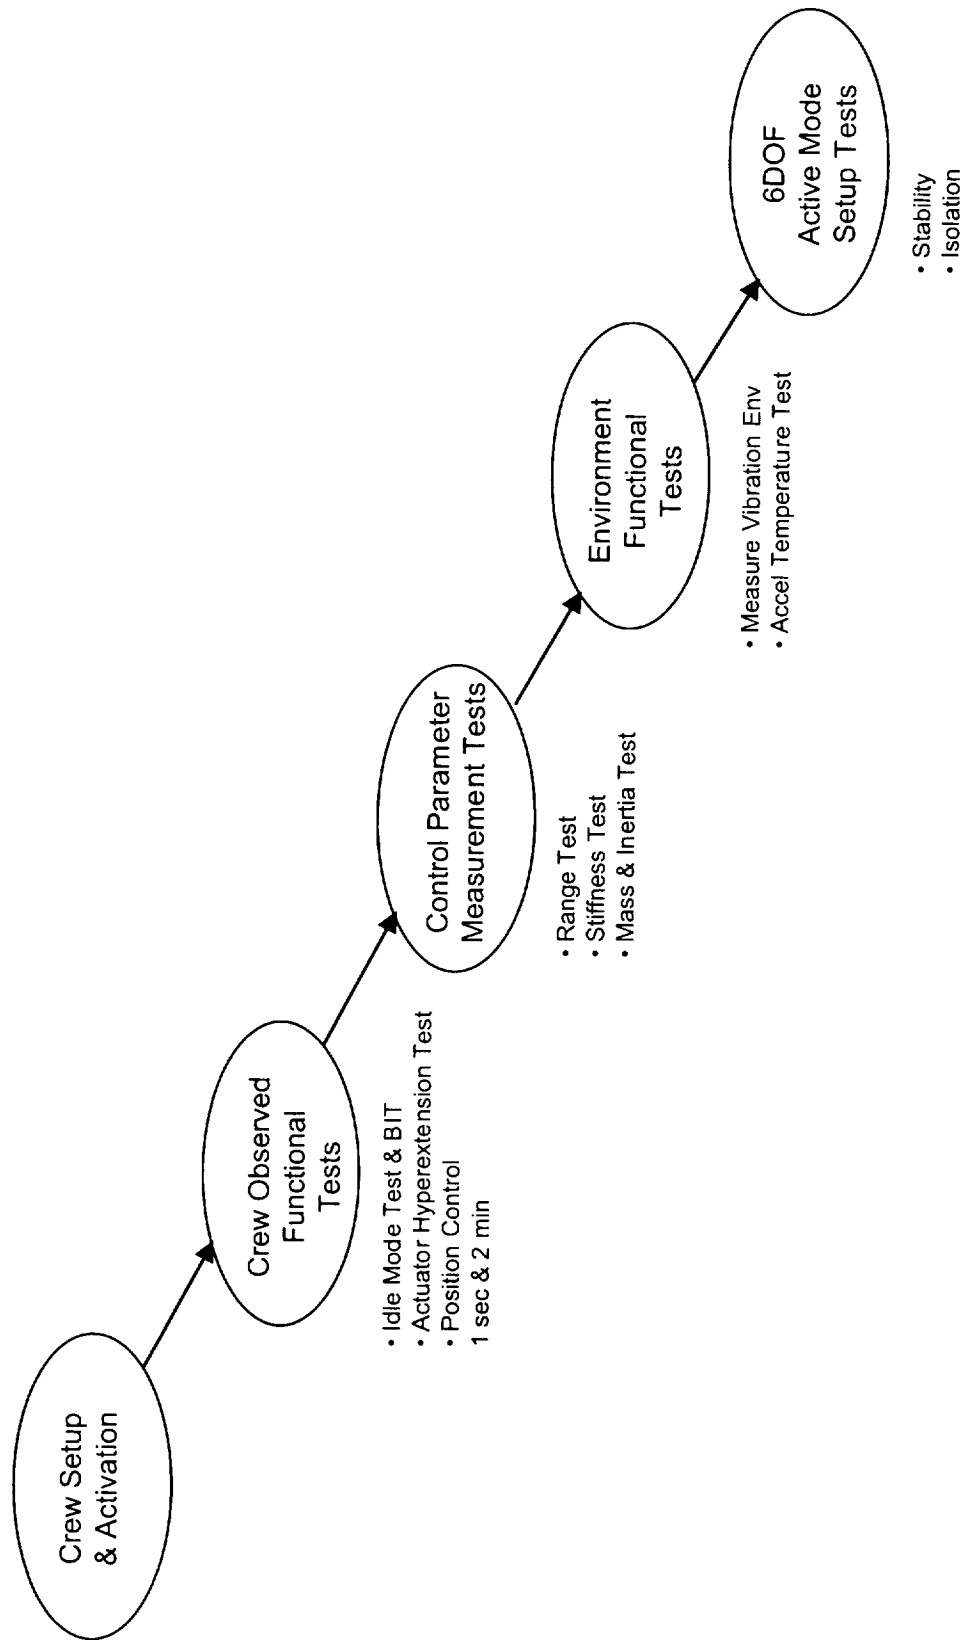 Crew Setup
& Activation
Crew Observed
Functional
Tests
• Idle Mode Test & BIT
• Actuator Hyperextension Test
• Position Control
1 sec & 2 min
Control Parameter
Measurement Tests
• Range Test
• Stiffness Test
• Mass & Inertia Test
Environment
Functional
Tests
• Measure Vibration Env
• Accel Temperature Test
6DOF
Active Mode
Setup Tests
• Stability
• Isolation